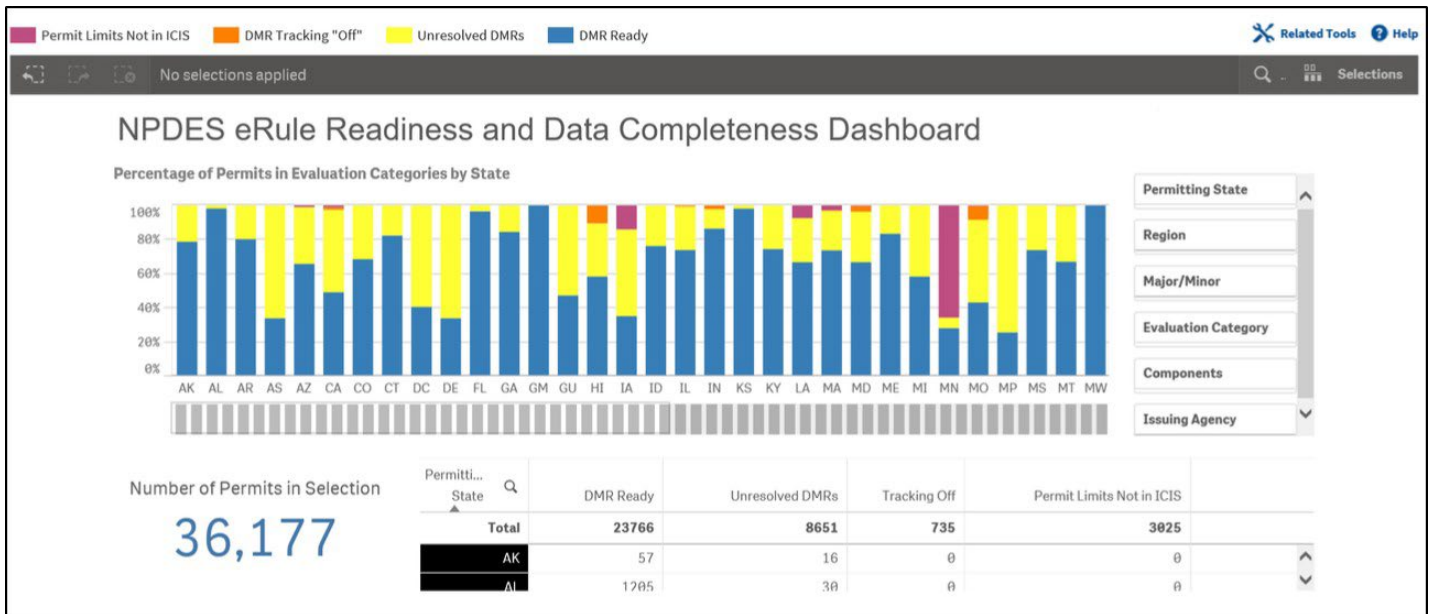 Permit Limits Not in ICIS DMR Tracking "Off" Unresolved DMRs DMR Ready Related Tools Help
No selections applied Selections
NPDES eRule Readiness and Data Completeness Dashboard
Percentage of Permits in Evaluation Categories by State
100%
80%
60%
40%
20%
0%
AK AL AR AS AZ CA CO CT DC DE FL GA GM GU HI IA ID IL IN KS KY LA MA MD ME MI MN MO MP MS MT MW
Permitting State
Region
Major/Minor
Evaluation Category
Components
Issuing Agency
Number of Permits in Selection
36,177
Permitti...
State DMR Ready Unresolved DMRs Tracking Off Permit Limits Not in ICIS
Total 23766 8651 735 3025
AK 57 16 0 0
AL 1205 30 0 0